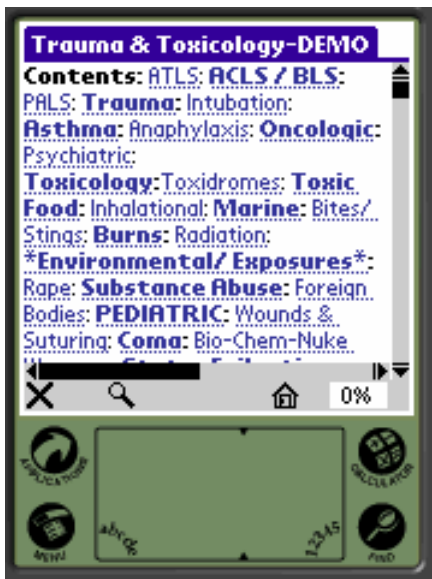 Trauma & Toxicology-DEMO
Contents: ATLS: ACLS / BLS:
PALS: Trauma: Intubation:
Asthma: Anaphylaxis: Oncologic:
Psychiatric:
Toxicology:Toxidromes: Toxic
Food: Inhalational: Marine: Bites/
Stings: Burns: Radiation:
*Environmental/ Exposures*:
Rape: Substance Abuse: Foreign
Bodies: PEDIATRIC: Wounds &
Suturing: Coma: Bio-Chem-Nuke
0%
APPLICATIONS
CALCULATOR
MENU
abcde
12345
FIND